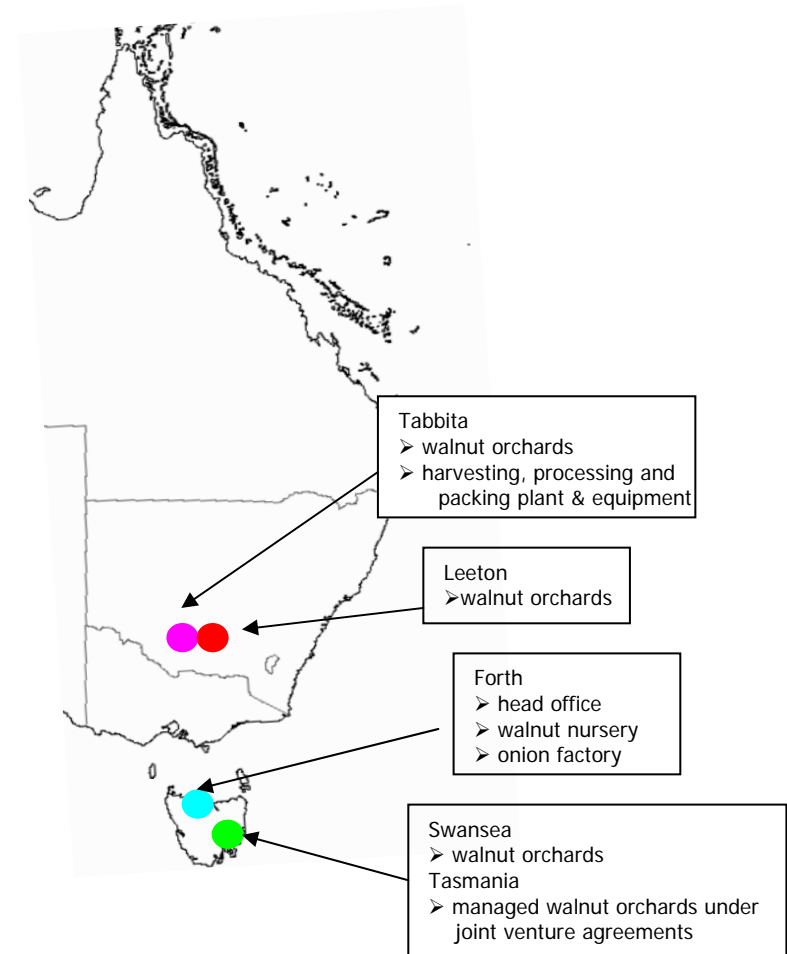 Tabbita
➢ walnut orchards
➢ harvesting, processing and
packing plant & equipment
Leeton
➢walnut orchards
Forth
➢ head office
➢ walnut nursery
➢ onion factory
Swansea
➢ walnut orchards
Tasmania
➢ managed walnut orchards under
joint venture agreements